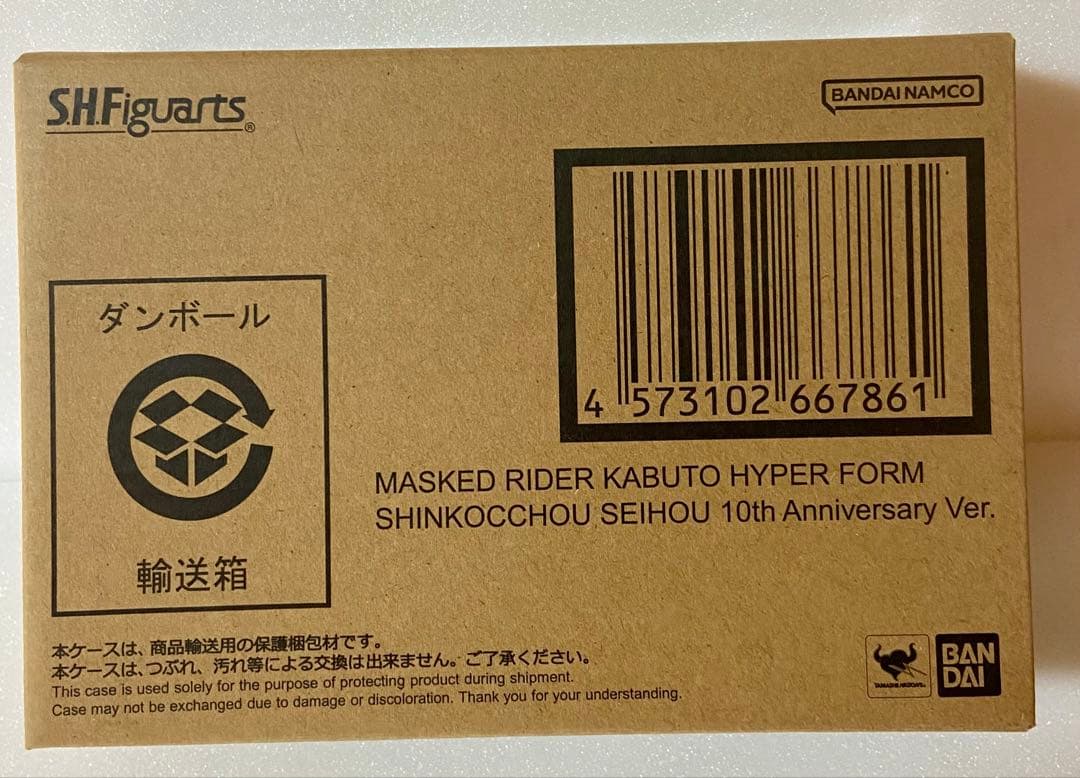 S.H.Figuarts®
BANDAI NAMCO
4 573102 667861
ダンボール
輸送箱
MASKED RIDER KABUTO HYPER FORM
SHINKOCCHOU SEIHOU 10th Anniversary Ver.
本ケースは、商品輸送用の保護梱包材です。
本ケースは、つぶれ、汚れ等による交換は出来ません。ご了承ください。
This case is used solely for the purpose of protecting product during shipment.
Case may not be exchanged due to damage or discoloration. Thank you for your understanding.
TAMASHII NATIONS
BAN
DAI